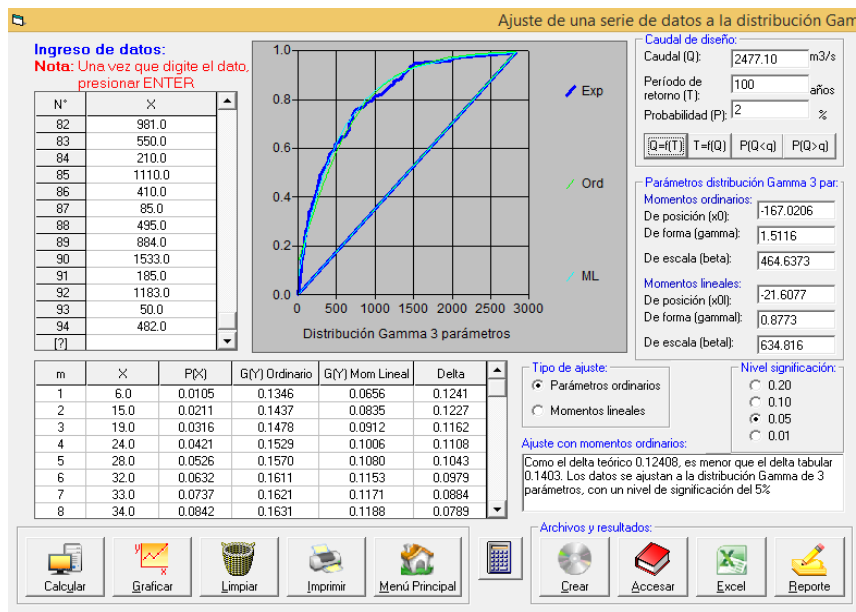 Ajuste de una serie de datos a la distribución Gam
Ingreso de datos:
Nota: Una vez que digite el dato,
presionar ENTER
N° X
82 981.0
83 550.0
84 210.0
85 1110.0
86 410.0
87 85.0
88 495.0
89 884.0
90 1533.0
91 185.0
92 1183.0
93 50.0
94 482.0
[?]
1.0
0.8
0.6
0.4
0.2
0.0
0 500 1000 1500 2000 2500 3000
Distribución Gamma 3 parámetros
Exp
Ord
ML
Caudal de diseño:
Caudal (Q): 2477.10 m3/s
Período de
retorno (T): 100 años
Probabilidad (P): 2 %
Q=f(T) T=f(Q) P(Q<q) P(Q>q)
Parámetros distribución Gamma 3 par:
Momentos ordinarios:
De posición (x0): -167.0206
De forma (gamma): 1.5116
De escala (beta): 464.6373
Momentos lineales:
De posición (x0l): -21.6077
De forma (gammal): 0.8773
De escala (betal): 634.816
m X P(X) G(Y) Ordinario G(Y) Mom Lineal Delta
1 6.0 0.0105 0.1346 0.0656 0.1241
2 15.0 0.0211 0.1437 0.0835 0.1227
3 19.0 0.0316 0.1478 0.0912 0.1162
4 24.0 0.0421 0.1529 0.1006 0.1108
5 28.0 0.0526 0.1570 0.1080 0.1043
6 32.0 0.0632 0.1611 0.1153 0.0979
7 33.0 0.0737 0.1621 0.1171 0.0884
8 34.0 0.0842 0.1631 0.1188 0.0789
Tipo de ajuste:
Parámetros ordinarios
Momentos lineales
Nivel significación:
0.20
0.10
0.05
0.01
Ajuste con momentos ordinarios:
Como el delta teórico 0.12408, es menor que el delta tabular
0.1403. Los datos se ajustan a la distribución Gamma de 3
parámetros, con un nivel de significación del 5%
Calcular
Graficar
Limpiar
Imprimir
Menú Principal
Archivos y resultados:
Crear
Accesar
Excel
Reporte